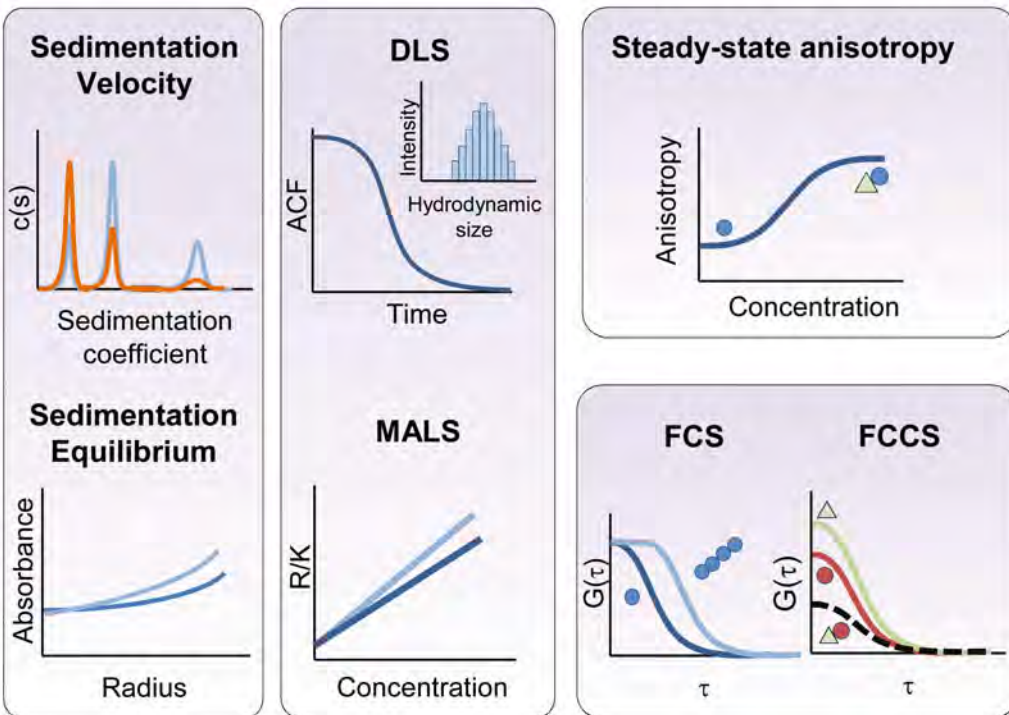 Sedimentation
Velocity
c(s)
Sedimentation
coefficient
Sedimentation
Equilibrium
Absorbance
Radius
DLS
Intensity
Hydrodynamic
size
ACF
Time
MALS
R/K
Concentration
Steady-state anisotropy
Anisotropy
Concentration
FCS
G(τ)
τ
FCCS
G(τ)
τ